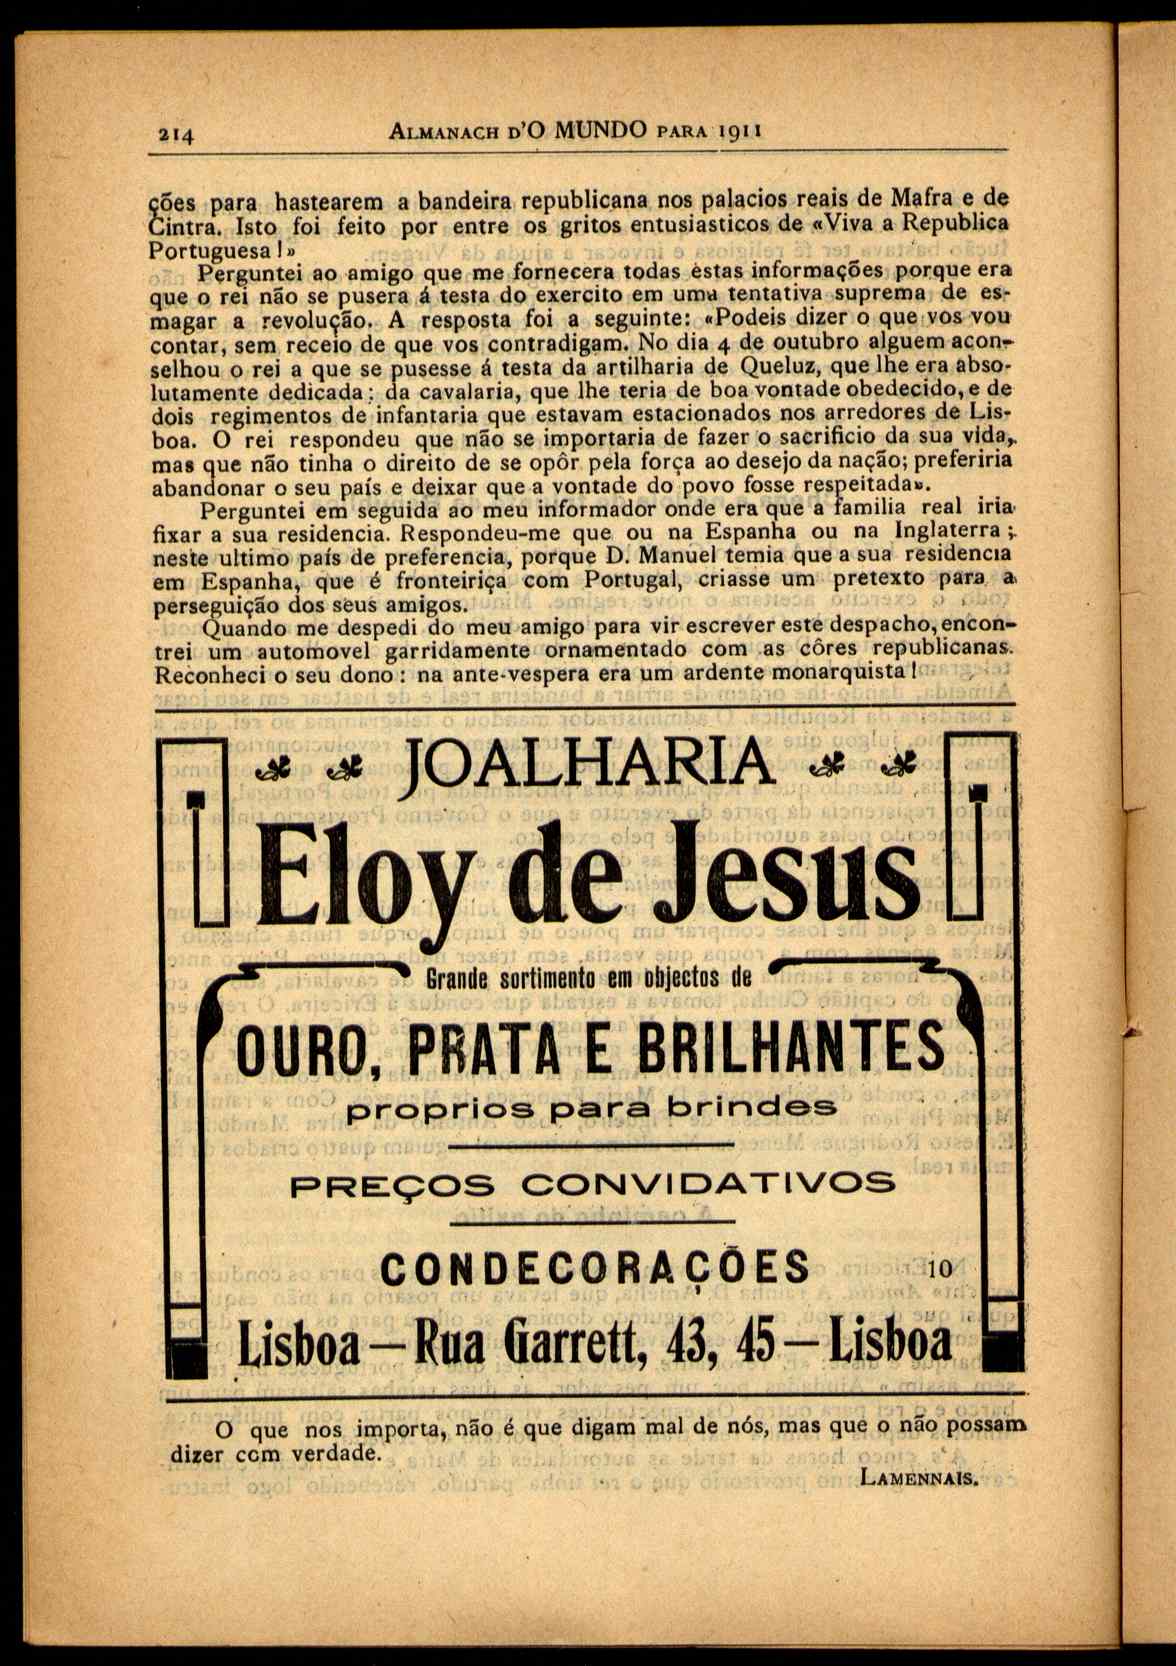 214 ALMANACH D'O MUNDO PARA 1911
ções para hastearem a bandeira republicana nos palacios reais de Mafra e de
Cintra. Isto foi feito por entre os gritos entusiasticos de «Viva a Republica
Portuguesa!»
Perguntei ao amigo que me fornecera todas estas informações porque era
que o rei não se pusera á testa do exercito em uma tentativa suprema de es-
magar a revolução. A resposta foi a seguinte: «Podeis dizer o que vos vou
contar, sem receio de que vos contradigam. No dia 4 de outubro alguem acon-
selhou o rei a que se pusesse á testa da artilharia de Queluz, que lhe era abso-
lutamente dedicada; da cavalaria, que lhe teria de boa vontade obedecido, e de
dois regimentos de infantaria que estavam estacionados nos arredores de Lis-
boa. O rei respondeu que não se importaria de fazer o sacrificio da sua vida,
mas que não tinha o direito de se opôr pela força ao desejo da nação; preferiria
abandonar o seu país e deixar que a vontade do povo fosse respeitada».
Perguntei em seguida ao meu informador onde era que a familia real iria
fixar a sua residencia. Respondeu-me que ou na Espanha ou na Inglaterra;
neste ultimo país de preferencia, porque D. Manuel temia que a sua residencia
em Espanha, que é fronteiriça com Portugal, criasse um pretexto para a
perseguição dos seus amigos.
Quando me despedi do meu amigo para vir escrever este despacho, encon-
trei um automovel garridamente ornamentado com as côres republicanas.
Reconheci o seu dono: na ante-vespera era um ardente monarquista!
JOALHARIA
Eloy de Jesus
Grande sortimento em objectos de
OURO, PRATA E BRILHANTES
proprios para brindes
PREÇOS CONVIDATIVOS
CONDECORAÇÕES 10
Lisboa — Rua Garrett, 43, 45 — Lisboa
O que nos importa, não é que digam mal de nós, mas que o não possam
dizer com verdade.
LAMENNAIS.